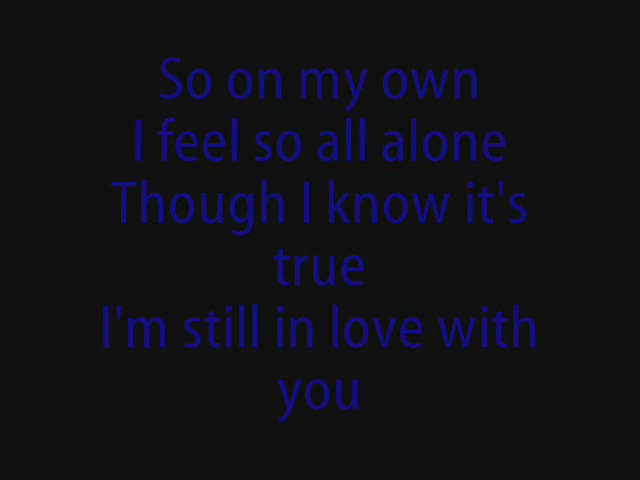 So on my own
I feel so all alone
Though I know it's
true
I'm still in love with
you